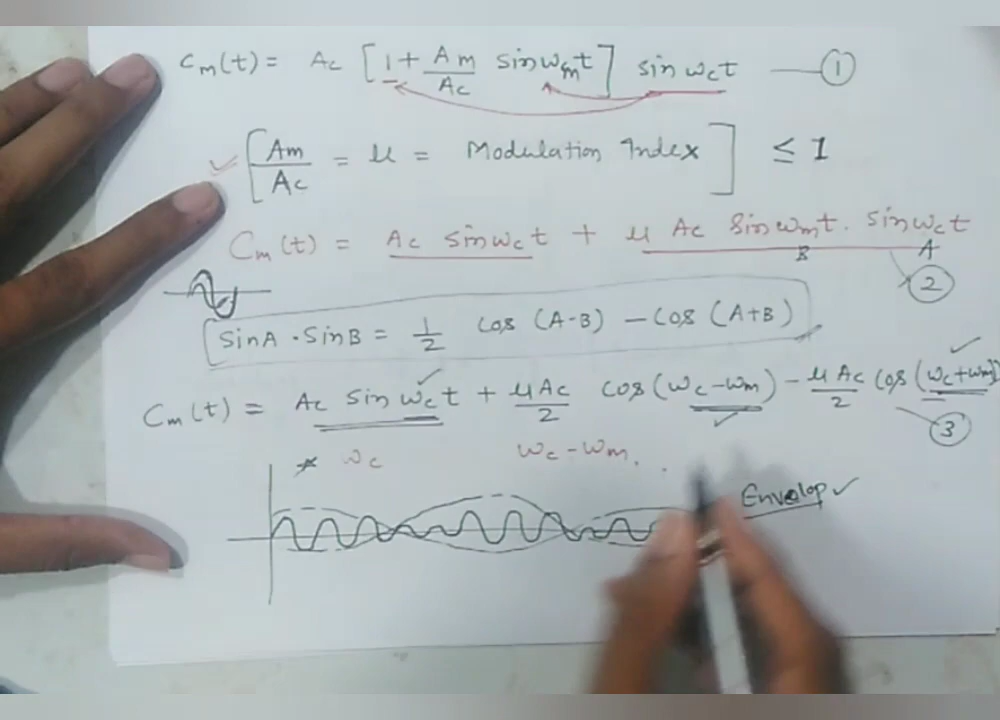 Cm(t) = Ac [1 + Am/Ac sin ωmt] sin ωct — ①
[Am/Ac = μ = Modulation Index] ≤ 1
Cm(t) = Ac sin ωct + μ Ac Sin ωmt . Sin ωct
B A ②
SinA . SinB = 1/2 Cos (A-B) - Cos (A+B)
Cm(t) = Ac Sin ωct + μAc/2 Cos (ωc-ωm) - μAc/2 Cos (ωc+ωm)
③
* ωc ωc-ωm.
Envelop ✓